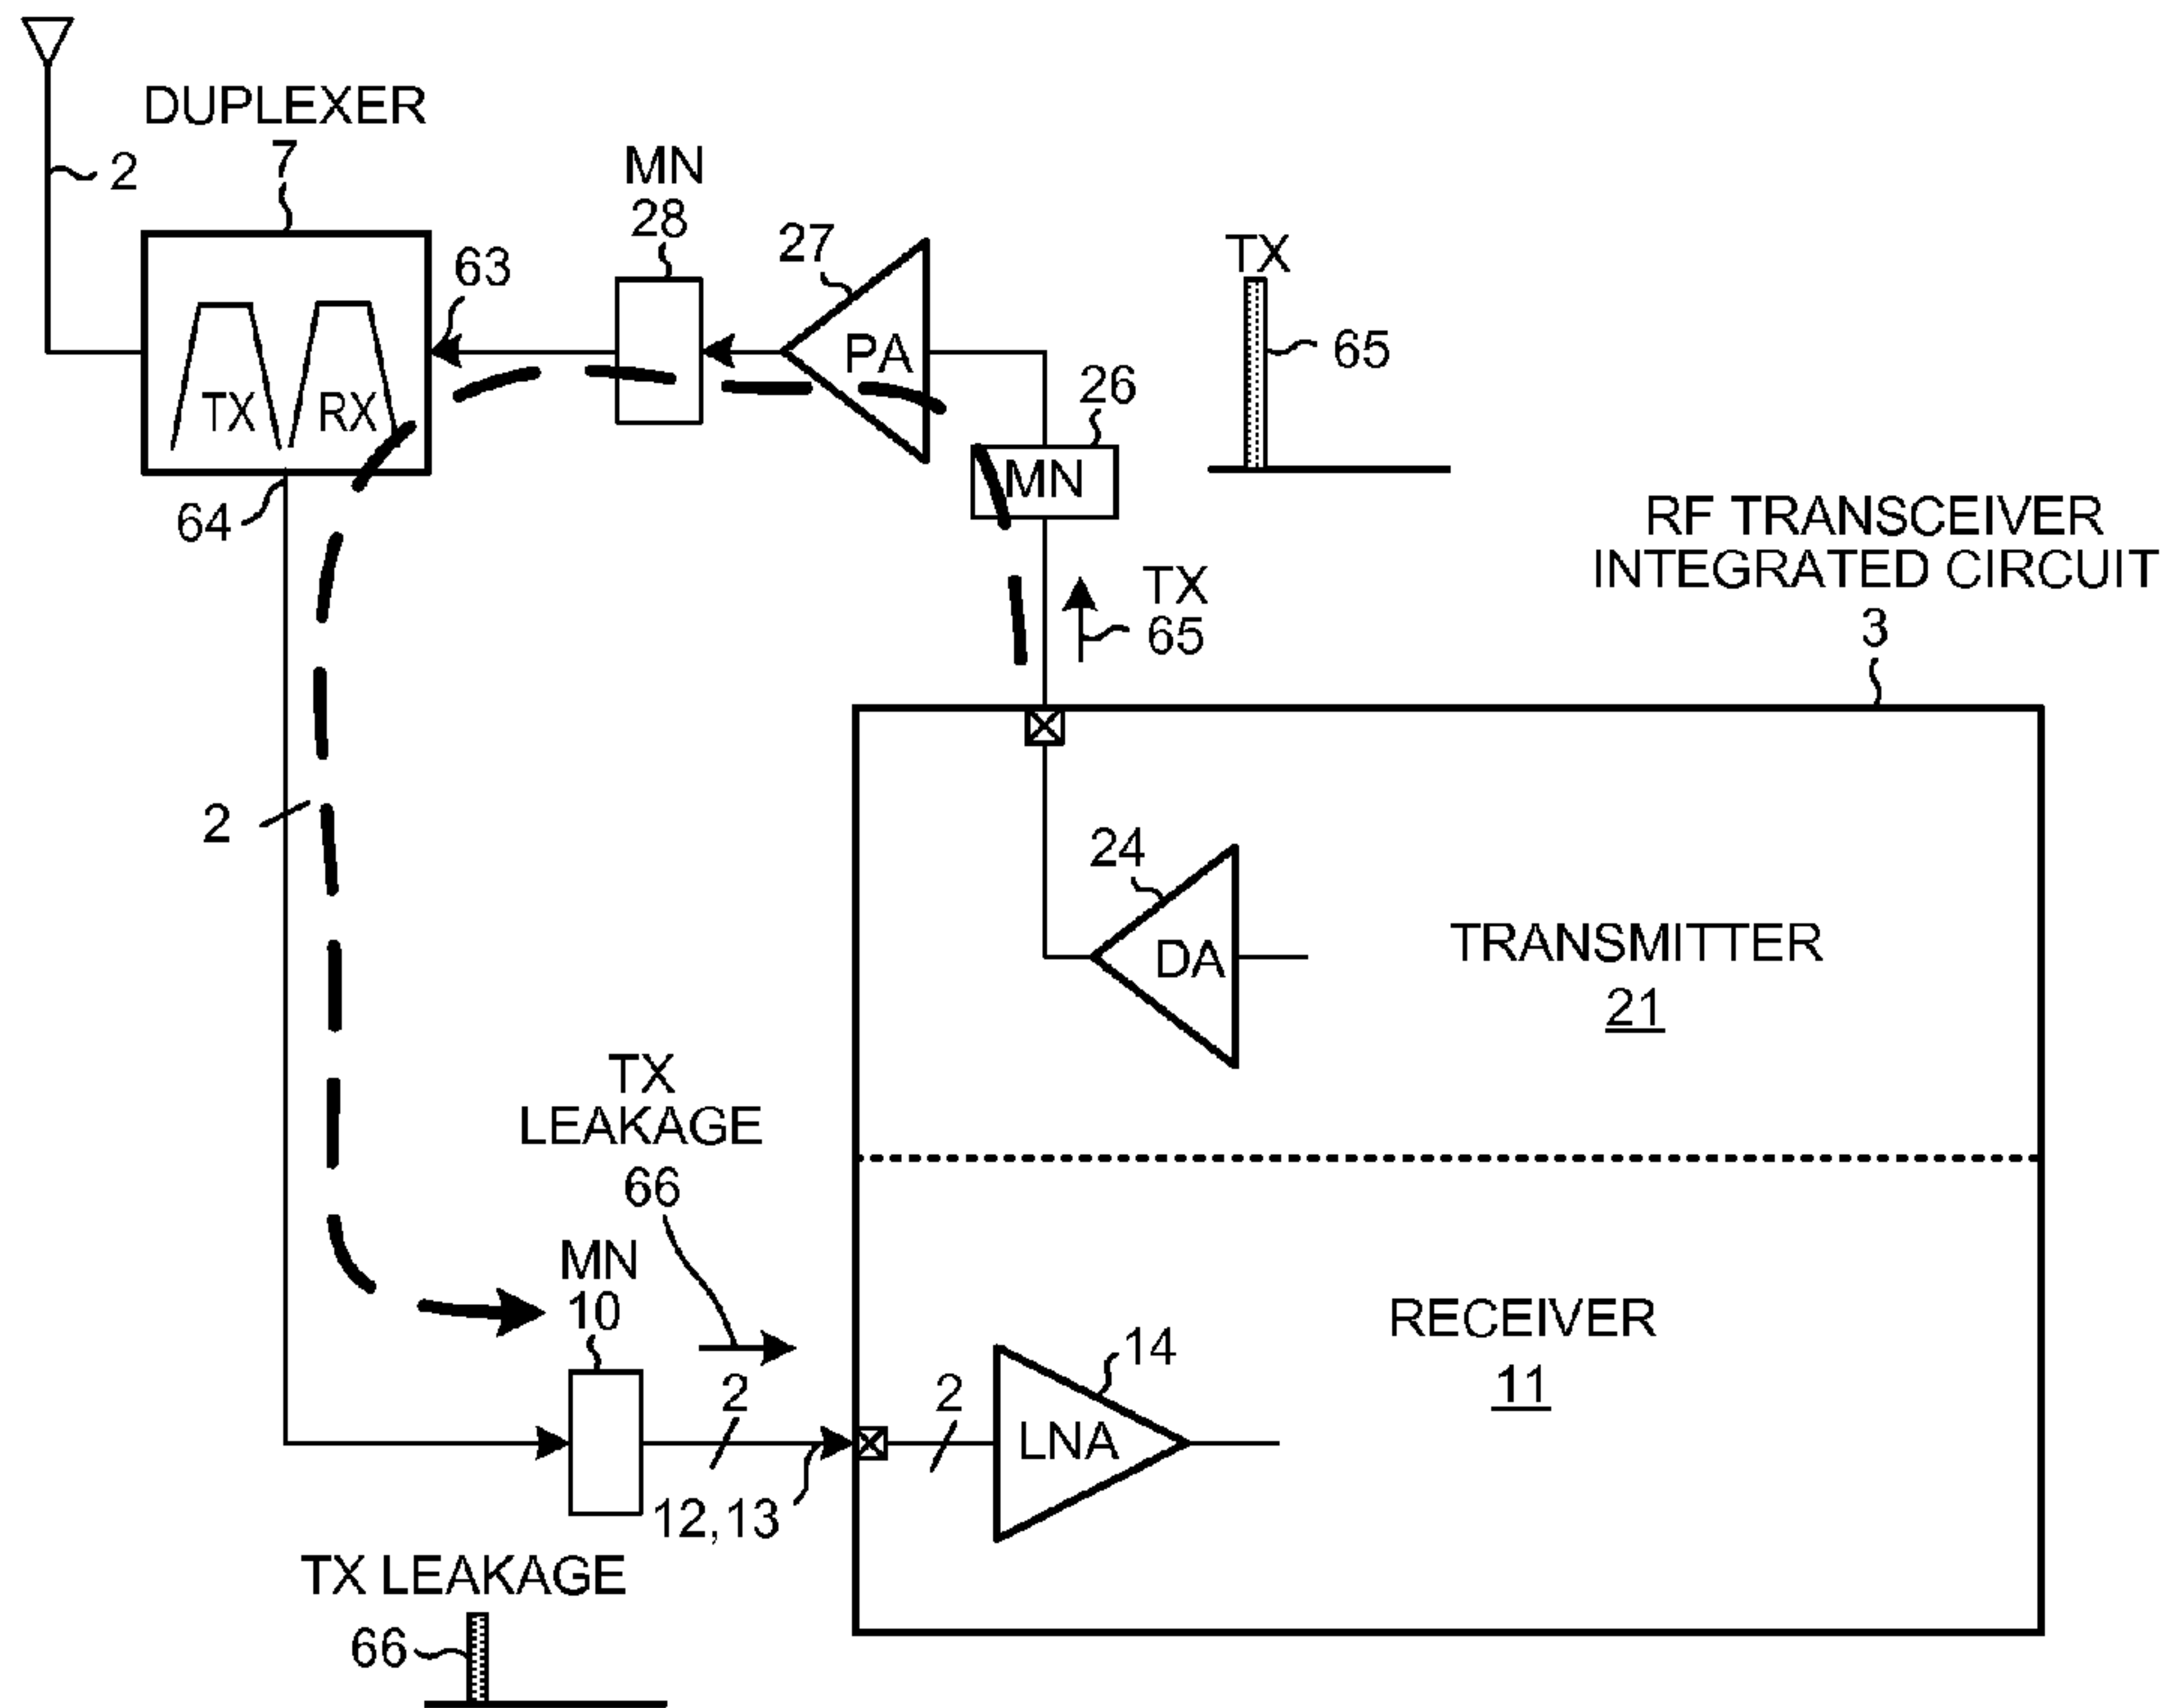 DUPLEXER
7
2
MN
28
63
27
TX
65
PA
26
TX RX
MN
64
RF TRANSCEIVER
INTEGRATED CIRCUIT
3
TX
65
2
24
DA
TRANSMITTER
21
TX
LEAKAGE
66
MN
10
RECEIVER
11
14
2
2
LNA
12,13
TX LEAKAGE
66